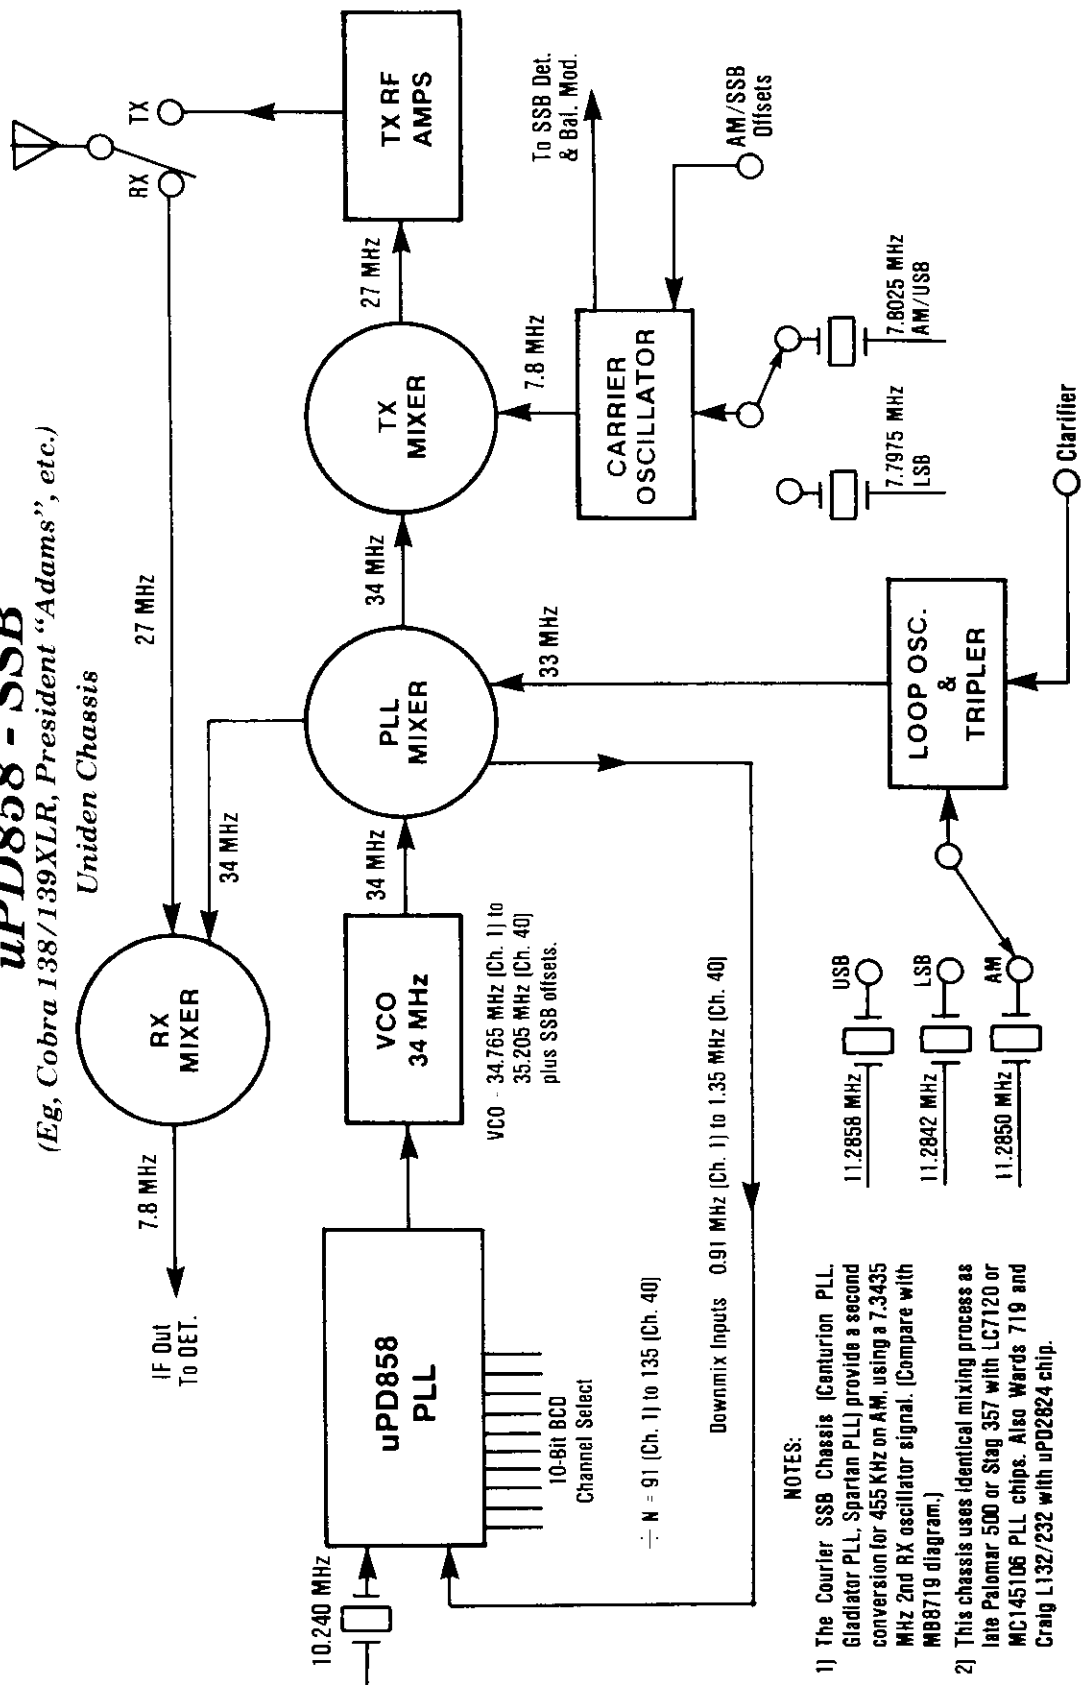 uPD858 - SSB
(Eg, Cobra 138/139XLR, President “Adams”, etc.)
Uniden Chassis
IF Out
To DET.
7.8 MHz
RX
MIXER
34 MHz
27 MHz
RX
TX
10.240 MHz
uPD858
PLL
10-Bit BCD
Channel Select
÷ N = 91 (Ch. 1) to 135 (Ch. 40)
VCO
34 MHz
VCO - 34.765 MHz (Ch. 1) to
35.205 MHz (Ch. 40)
plus SSB offsets.
34 MHz
PLL
MIXER
34 MHz
TX
MIXER
27 MHz
TX RF
AMPS
Downmix Inputs 0.91 MHz (Ch. 1) to 1.35 MHz (Ch. 40)
33 MHz
7.8 MHz
To SSB Det.
& Bal. Mod.
CARRIER
OSCILLATOR
AM/SSB
Offsets
7.7975 MHz
LSB
7.8025 MHz
AM/USB
LOOP OSC.
&
TRIPLER
Clarifier
11.2858 MHz
USB
11.2842 MHz
LSB
11.2850 MHz
AM
NOTES:
1) The Courier SSB Chassis (Centurion PLL,
Gladiator PLL, Spartan PLL) provide a second
conversion for 455 KHz on AM, using a 7.3435
MHz 2nd RX oscillator signal. (Compare with
MB8719 diagram.)
2) This chassis uses identical mixing process as
late Palomar 500 or Stag 357 with LC7120 or
MC145106 PLL chips. Also Wards 719 and
Craig L132/232 with uPD2824 chip.